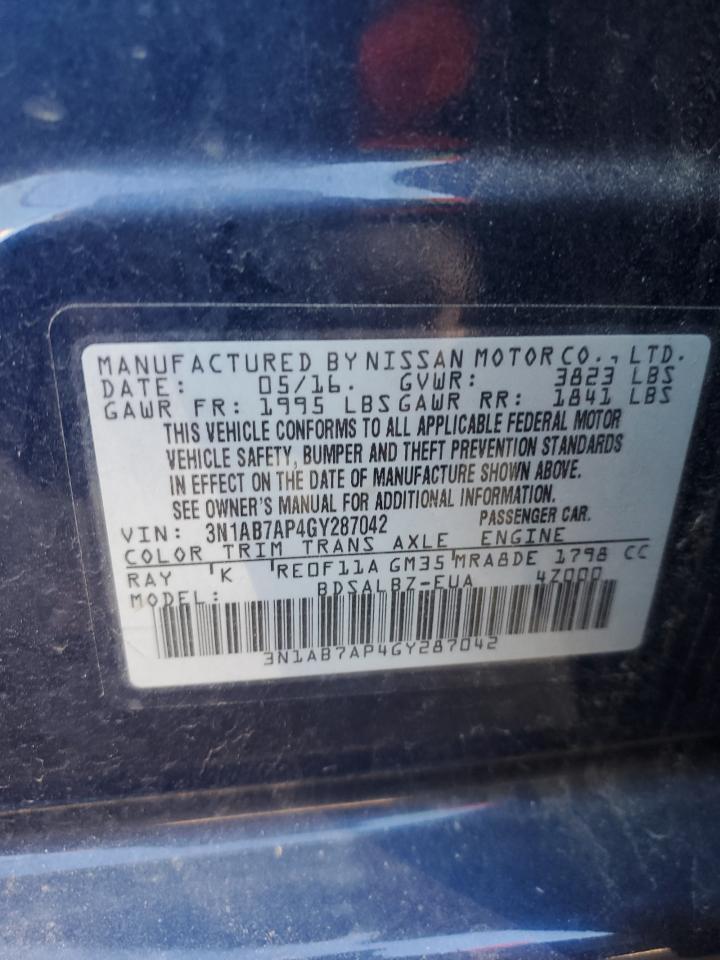 MANUFACTURED BY NISSAN MOTOR CO., LTD.
DATE: 05/16. GVWR: 3823 LBS
GAWR FR: 1995 LBS GAWR RR: 1841 LBS
THIS VEHICLE CONFORMS TO ALL APPLICABLE FEDERAL MOTOR
VEHICLE SAFETY, BUMPER AND THEFT PREVENTION STANDARDS
IN EFFECT ON THE DATE OF MANUFACTURE SHOWN ABOVE.
SEE OWNER'S MANUAL FOR ADDITIONAL INFORMATION.
VIN: 3N1AB7AP4GY287042 PASSENGER CAR.
COLOR TRIM TRANS AXLE ENGINE
RAY K RE0F11A GM35 MRA8DE 1798 CC
MODEL: BDSALBZ-EUA 4Z000
3N1AB7AP4GY287042